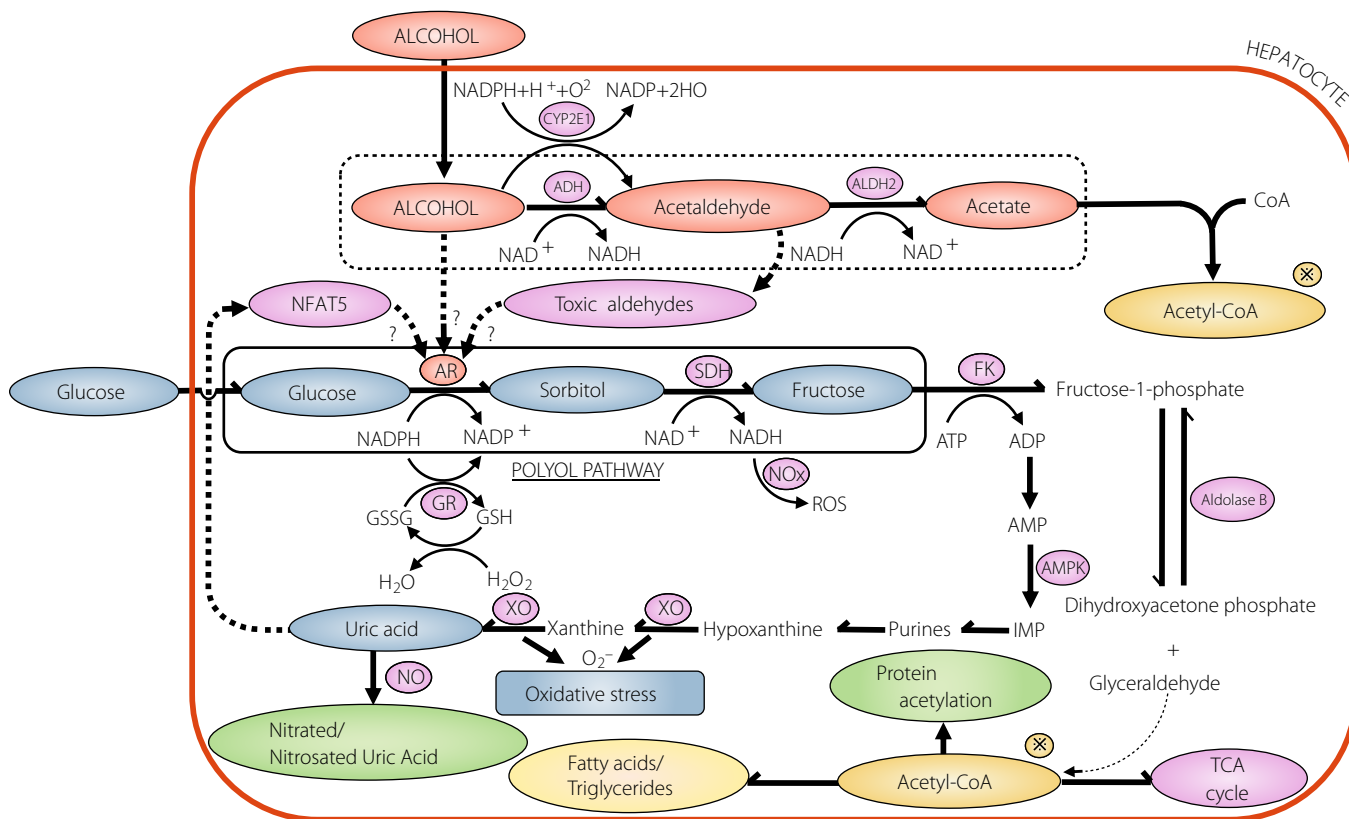 ALCOHOL
HEPATOCYTE
NADPH+H⁺+O² NADP+2HO
CYP2E1
ADH
ALDH2
ALCOHOL
Acetaldehyde
Acetate
CoA
NAD⁺ NADH
NADH NAD⁺
※
NFAT5
Toxic aldehydes
Acetyl-CoA
? ? ?
AR
SDH
FK
Glucose
Glucose
Sorbitol
Fructose
Fructose-1-phosphate
NADPH NADP⁺
NAD⁺ NADH
ATP ADP
POLYOL PATHWAY
NOx
GR
ROS
Aldolase B
GSSG GSH
AMP
H₂O H₂O₂
AMPK
XO
XO
Dihydroxyacetone phosphate
Uric acid
Xanthine
Hypoxanthine
Purines
IMP
O₂⁻
+
NO
Oxidative stress
Protein
acetylation
Glyceraldehyde
Nitrated/
Nitrosated Uric Acid
※
Fatty acids/
Triglycerides
Acetyl-CoA
TCA
cycle